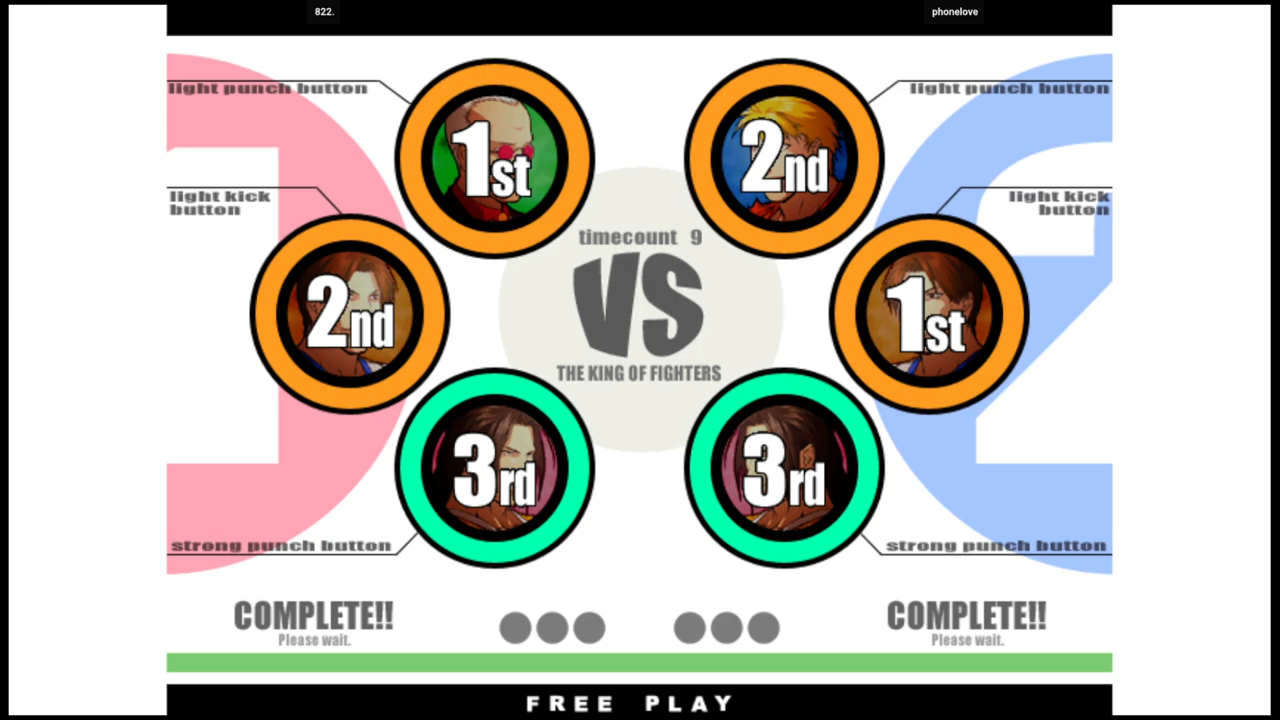 822.
phonelove
light punch button
light punch button
1st
2nd
light kick
button
light kick
button
timecount 9
VS
THE KING OF FIGHTERS
2nd
1st
3rd
3rd
strong punch button
strong punch button
COMPLETE!!
Please wait.
COMPLETE!!
Please wait.
FREE PLAY
1
2